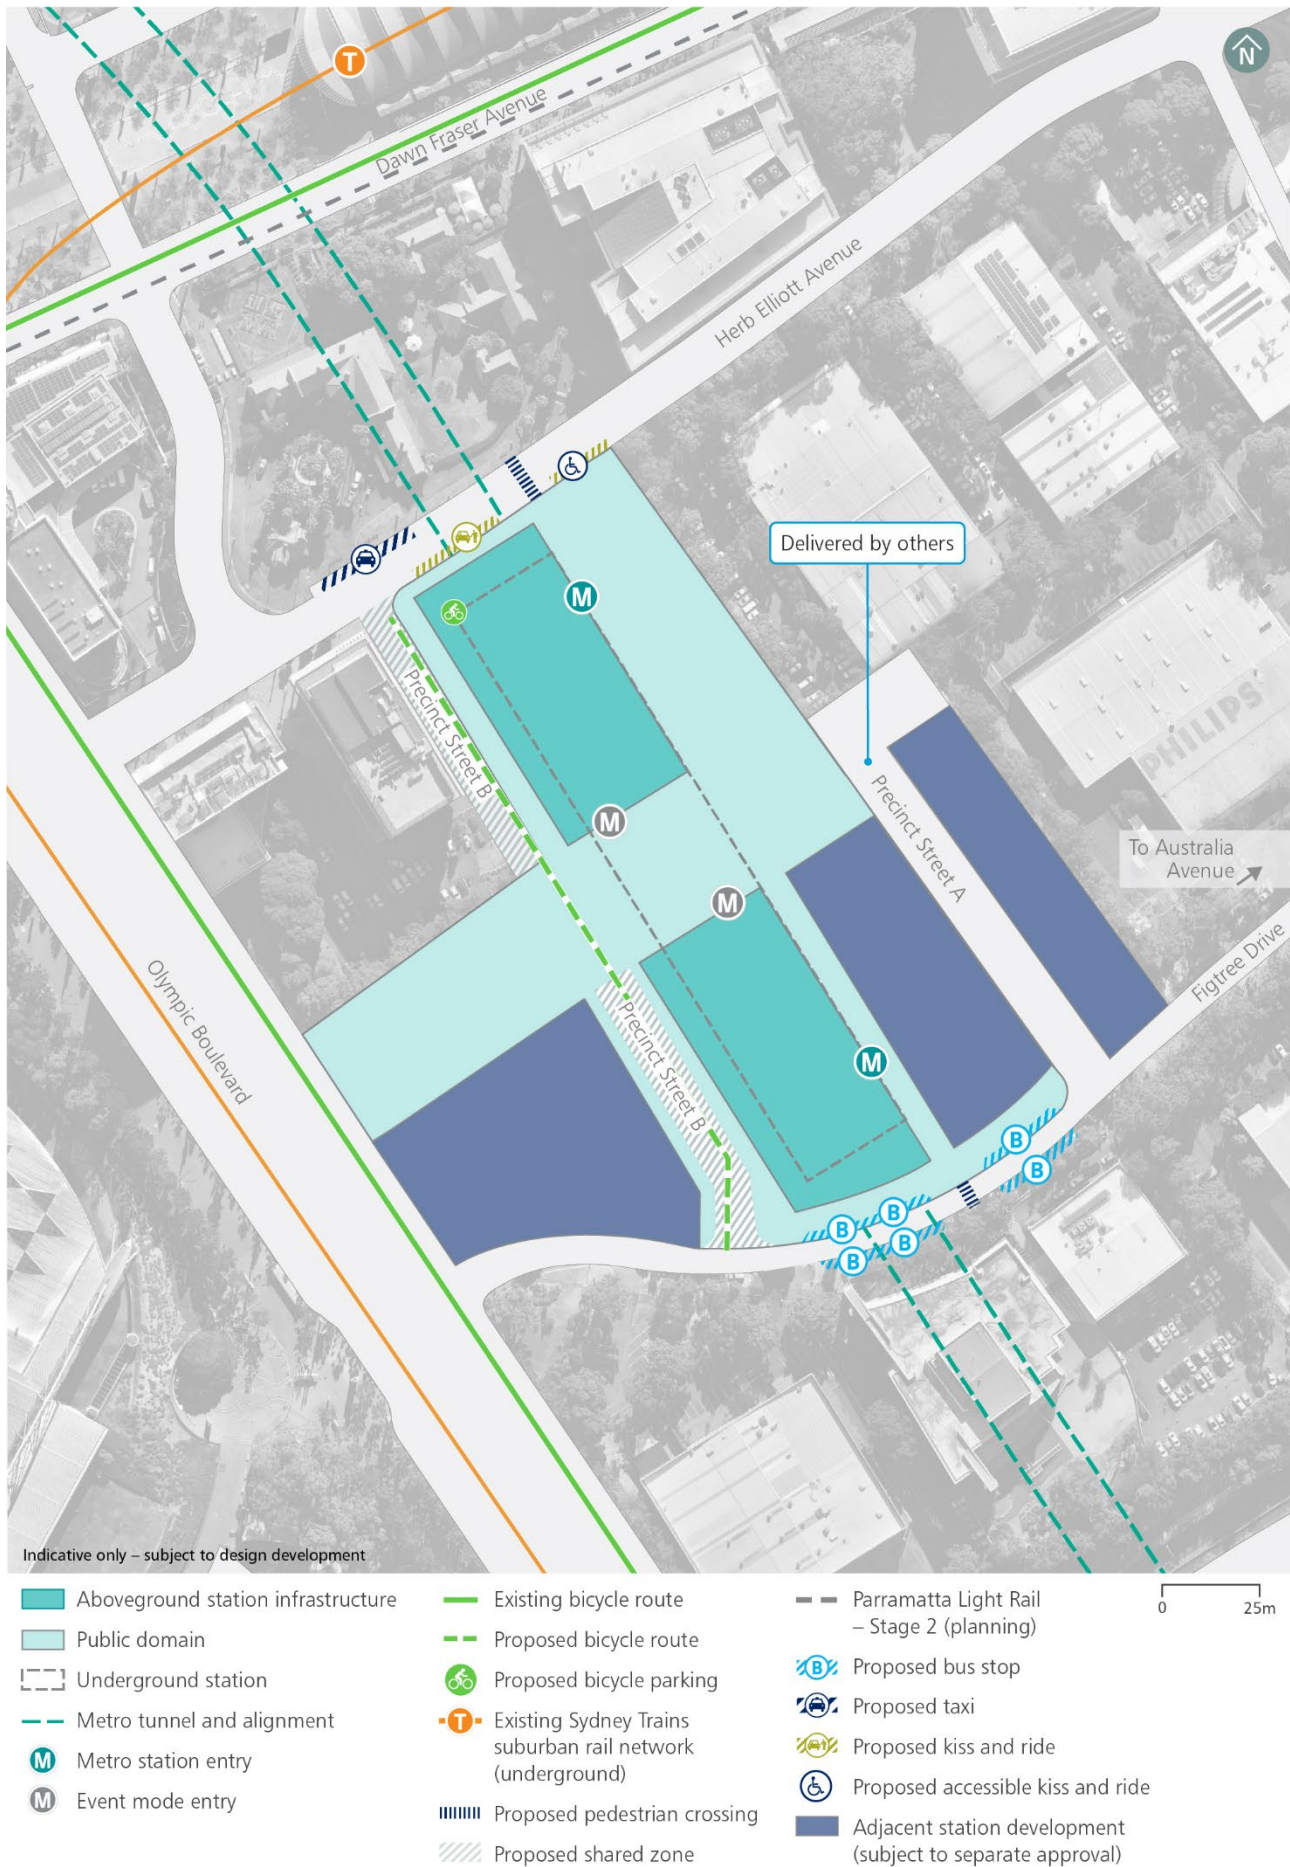 N
T
Dawn Fraser Avenue
Herb Elliott Avenue
Delivered by others
M
Precinct Street B
PHILIPS
M
Precinct Street A
To Australia
Avenue
M
Figtree Drive
Olympic Boulevard
Precinct Street B
M
B
B
B
B
B
B
Indicative only – subject to design development
Aboveground station infrastructure
Public domain
Underground station
Metro tunnel and alignment
M Metro station entry
M Event mode entry
Existing bicycle route
Proposed bicycle route
Proposed bicycle parking
T Existing Sydney Trains
suburban rail network
(underground)
Proposed pedestrian crossing
Proposed shared zone
Parramatta Light Rail
– Stage 2 (planning)
B Proposed bus stop
Proposed taxi
Proposed kiss and ride
Proposed accessible kiss and ride
Adjacent station development
(subject to separate approval)
0 25m